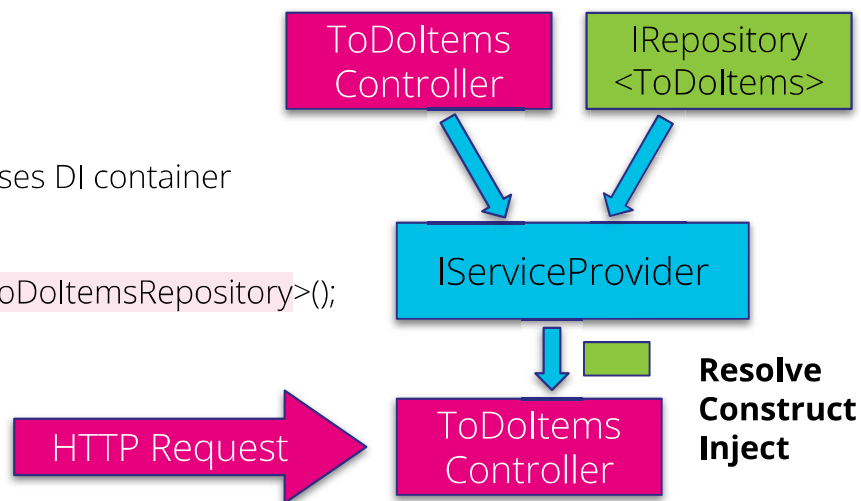 ToDoItems
Controller
IRepository
<ToDoItems>
ses DI container
IServiceProvider
oDoItemsRepository>();
Resolve
Construct
Inject
HTTP Request
ToDoItems
Controller